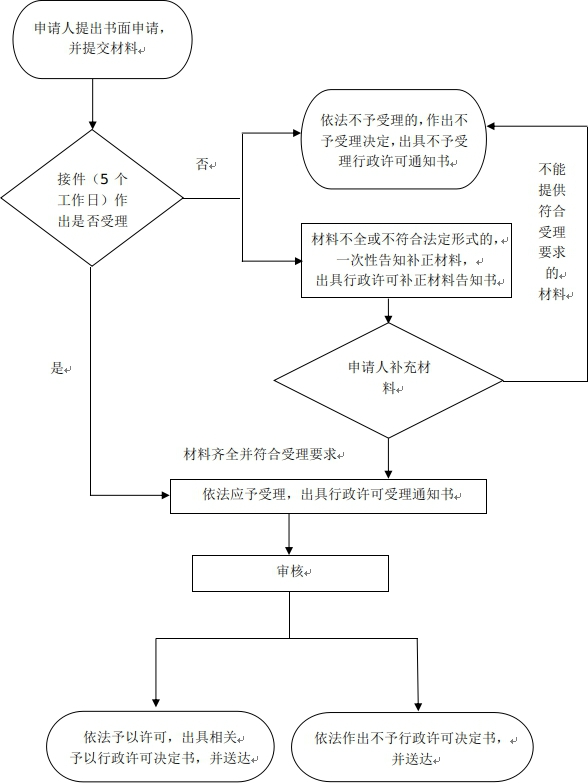 申请人提出书面申请，
并提交材料
依法不予受理的，作出不
予受理决定，出具不予受
理行政许可通知书
否
接件（5 个
工作日）作
出是否受理
不能
提供
符合
受理
要求
的
材料
材料不全或不符合法定形式的，
一次性告知补正材料，
出具行政许可补正材料告知书
是
申请人补充材
料
材料齐全并符合受理要求
依法应予受理，出具行政许可受理通知书
审核
依法予以许可，出具相关
予以行政许可决定书，并送达
依法作出不予行政许可决定书，
并送达